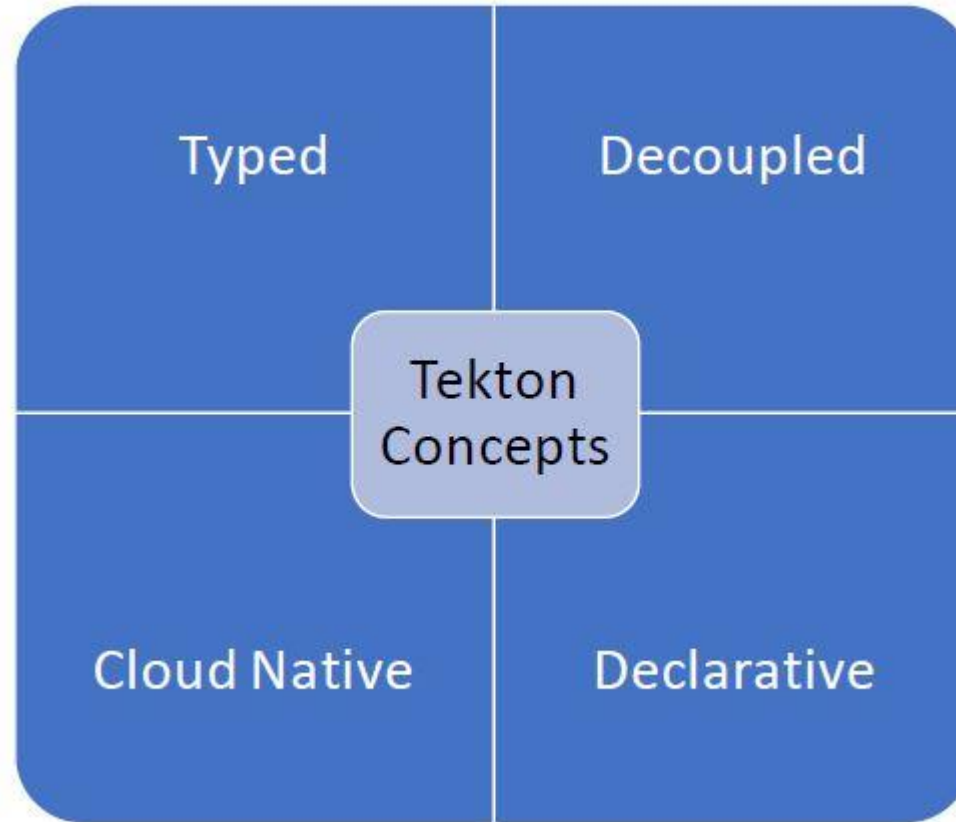 Typed
Decoupled
Tekton
Concepts
Cloud Native
Declarative